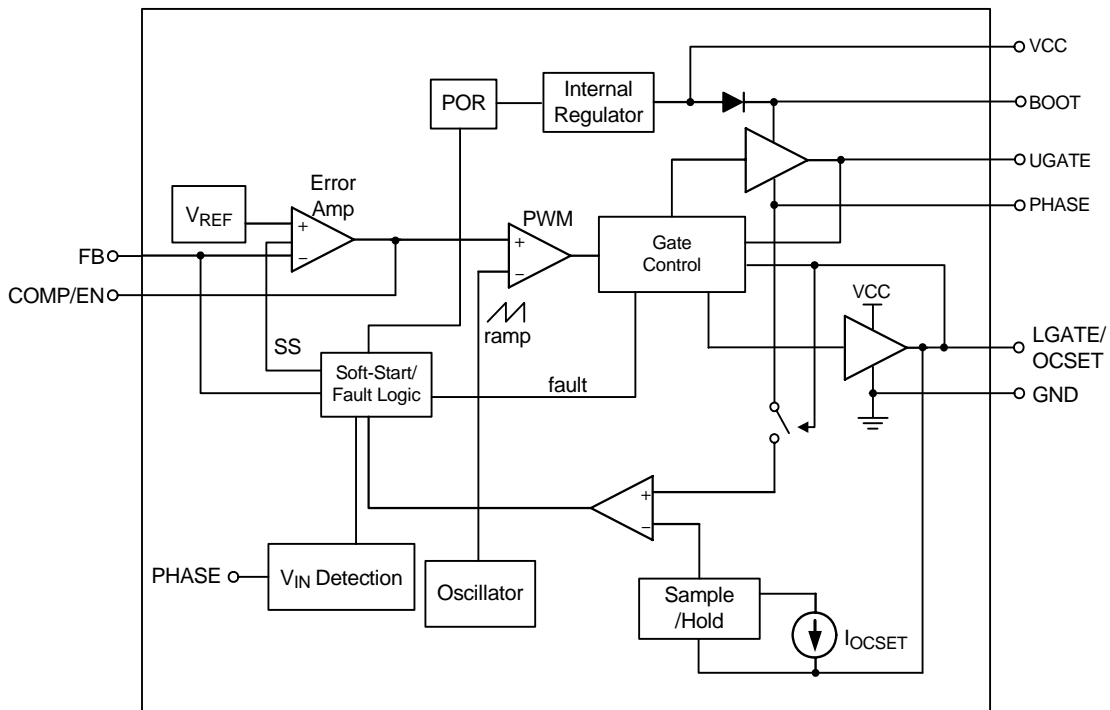 VCC
POR
Internal
Regulator
BOOT
UGATE
Error
Amp
VREF
+
−
PWM
+
−
Gate
Control
PHASE
FB
COMP/EN
VCC
ramp
LGATE/
OCSET
SS
Soft-Start/
Fault Logic
fault
GND
+
−
PHASE
VIN Detection
Oscillator
Sample
/Hold
IOCSET